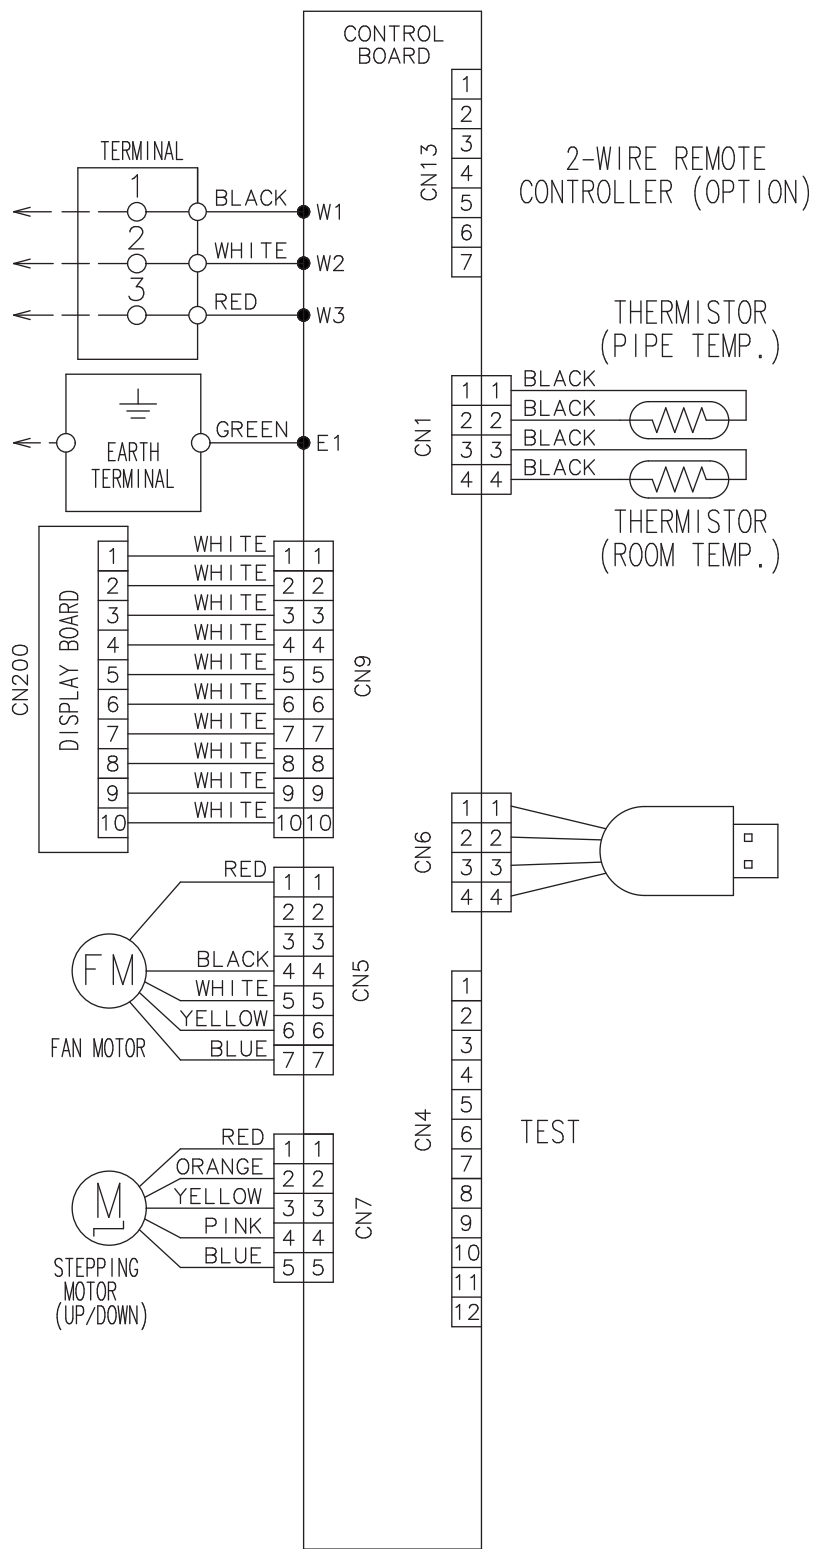 CONTROL
BOARD
CN13
1
2
3
4
5
6
7
2-WIRE REMOTE
CONTROLLER (OPTION)
TERMINAL
1
BLACK
W1
2
WHITE
W2
3
RED
W3
EARTH
TERMINAL
GREEN
E1
THERMISTOR
(PIPE TEMP.)
CN1
1 1 BLACK
2 2 BLACK
3 3 BLACK
4 4 BLACK
THERMISTOR
(ROOM TEMP.)
CN200
DISPLAY BOARD
1 WHITE 1 1
2 WHITE 2 2
3 WHITE 3 3
4 WHITE 4 4
5 WHITE 5 5
6 WHITE 6 6
7 WHITE 7 7
8 WHITE 8 8
9 WHITE 9 9
10 WHITE 10 10
CN9
CN6
1 1
2 2
3 3
4 4
FM
FAN MOTOR
RED 1 1
2 2
3 3
BLACK 4 4
WHITE 5 5
YELLOW 6 6
BLUE 7 7
CN5
CN4
1
2
3
4
5
6
7
8
9
10
11
12
TEST
M
STEPPING
MOTOR
(UP/DOWN)
RED 1 1
ORANGE 2 2
YELLOW 3 3
PINK 4 4
BLUE 5 5
CN7